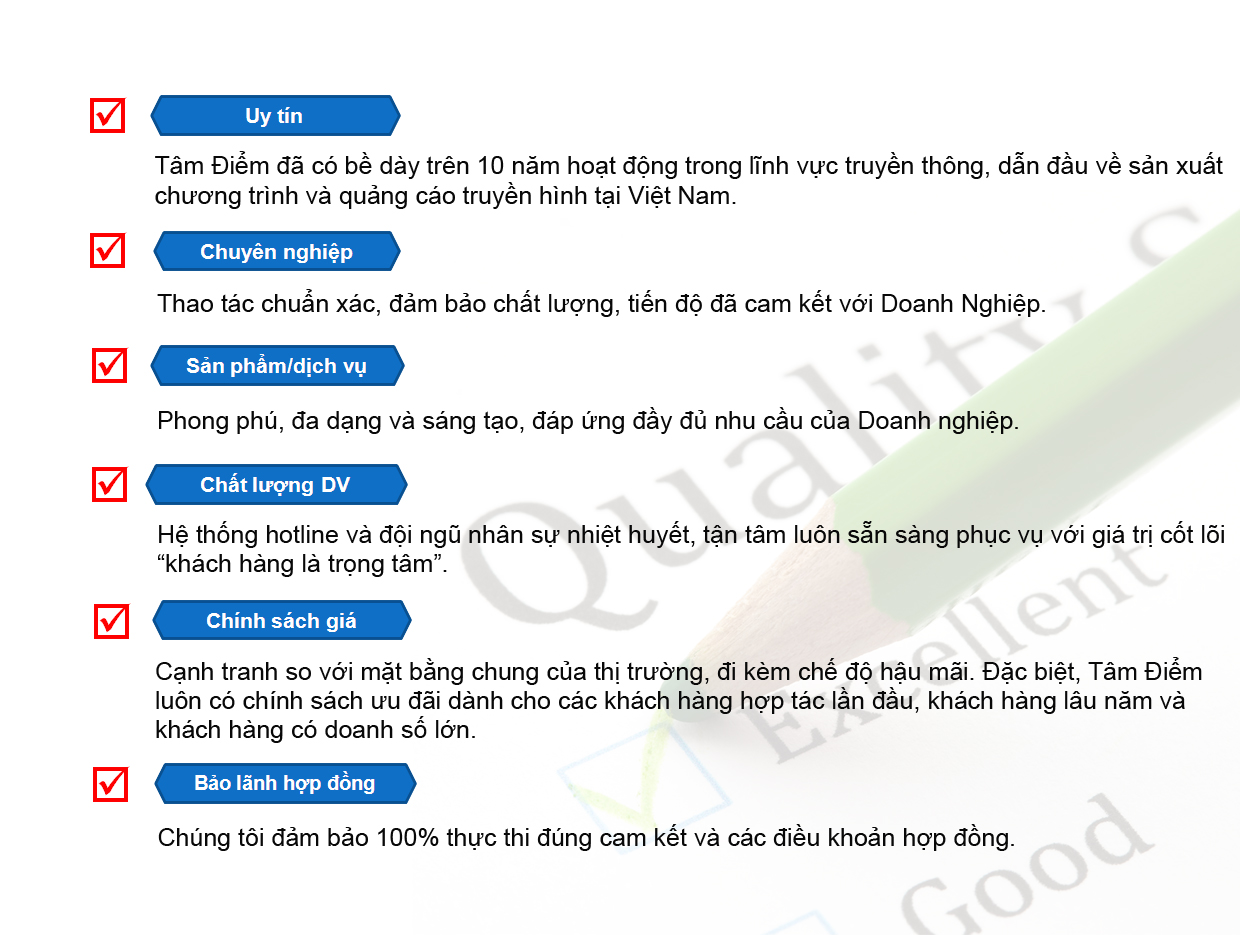 Uy tín
Tâm Điểm đã có bề dày trên 10 năm hoạt động trong lĩnh vực truyền thông, dẫn đầu về sản xuất
chương trình và quảng cáo truyền hình tại Việt Nam.
Chuyên nghiệp
Thao tác chuẩn xác, đảm bảo chất lượng, tiến độ đã cam kết với Doanh Nghiệp.
Sản phẩm/dịch vụ
Phong phú, đa dạng và sáng tạo, đáp ứng đầy đủ nhu cầu của Doanh nghiệp.
Chất lượng DV
Hệ thống hotline và đội ngũ nhân sự nhiệt huyết, tận tâm luôn sẵn sàng phục vụ với giá trị cốt lõi
“khách hàng là trọng tâm”.
Chính sách giá
Cạnh tranh so với mặt bằng chung của thị trường, đi kèm chế độ hậu mãi. Đặc biệt, Tâm Điểm
luôn có chính sách ưu đãi dành cho các khách hàng hợp tác lần đầu, khách hàng lâu năm và
khách hàng có doanh số lớn.
Bảo lãnh hợp đồng
Chúng tôi đảm bảo 100% thực thi đúng cam kết và các điều khoản hợp đồng.
Quality S
Excellent
Good